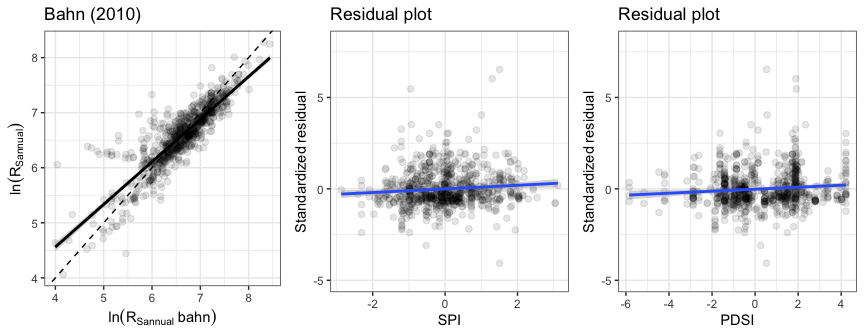 Bahn (2010)
8
7
6
5
4
4
5
6
7
8
ln(R_Sannual)
ln(R_Sannual bahn)
Residual plot
5
0
-5
-2
0
2
Standardized residual
SPI
Residual plot
5
0
-5
-6
-4
-2
0
2
4
Standardized residual
PDSI